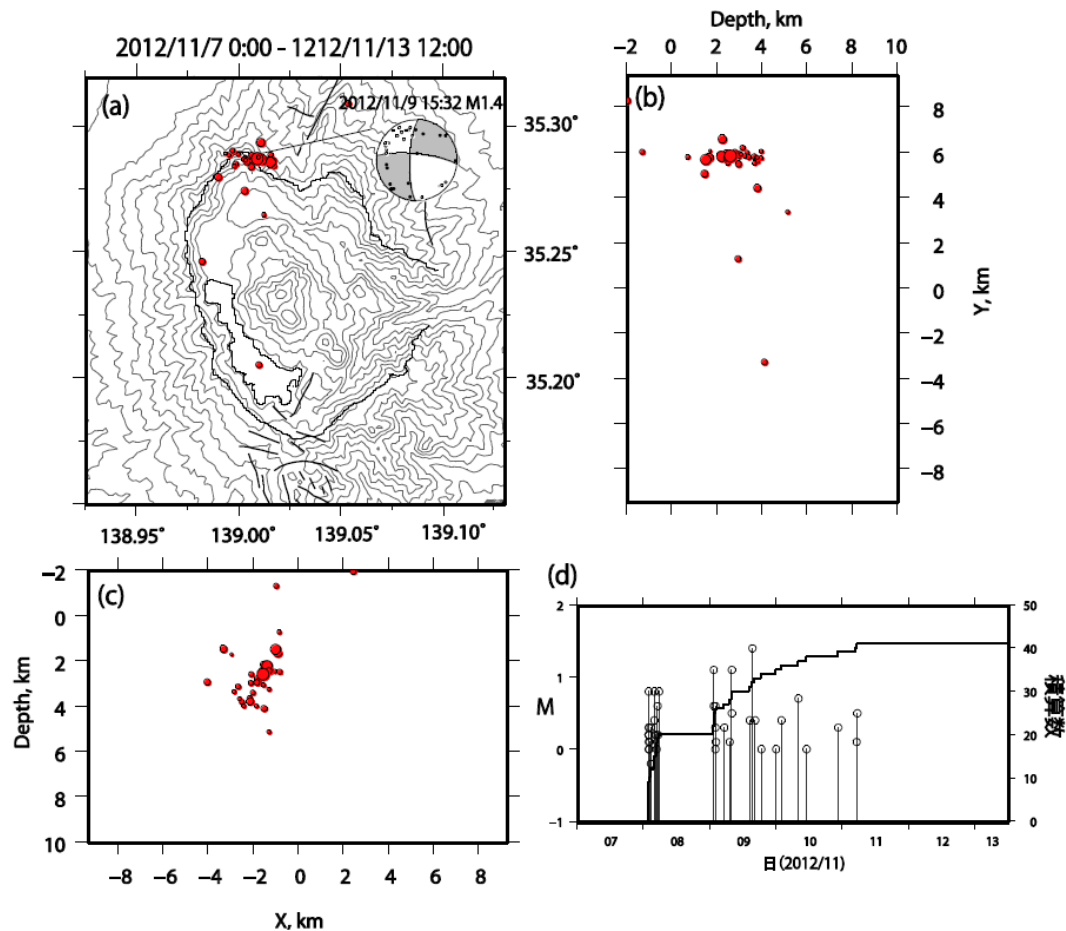 2012/11/7 0:00 - 1212/11/13 12:00
(a)
2012/11/9 15:32 M1.4
35.30°
35.25°
35.20°
138.95° 139.00° 139.05° 139.10°
Depth, km
−2 0 2 4 6 8 10
(b)
8
6
4
2
0
−2
−4
−6
−8
Y, km
(c)
−2
0
2
4
6
8
10
Depth, km
−8 −6 −4 −2 0 2 4 6 8
X, km
(d)
2
1
0
−1
M
50
40
30
20
10
0
積算数
07 08 09 10 11 12 13
日(2012/11)